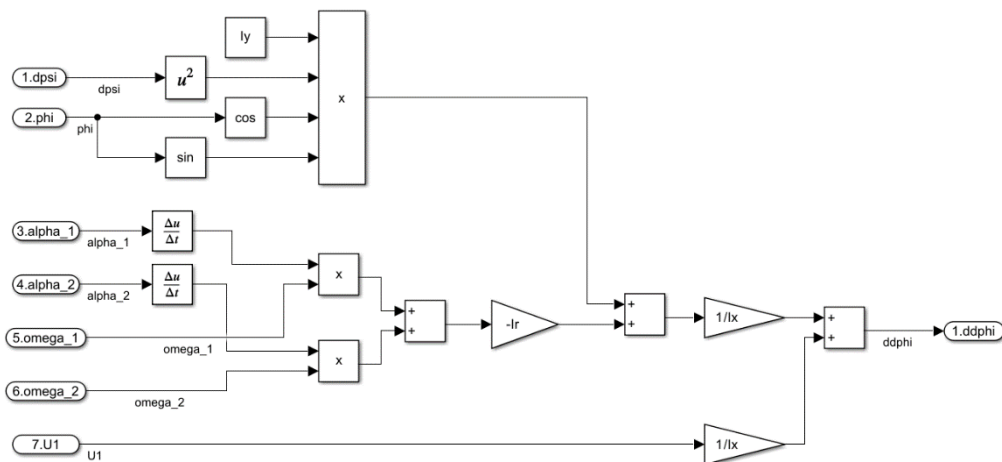 Iy
1.dpsi
dpsi
u²
x
2.phi
phi
cos
sin
3.alpha_1
alpha_1
Δu
Δt
4.alpha_2
alpha_2
Δu
Δt
x
5.omega_1
omega_1
+
+
-Ir
+
+
1/Ix
+
+
ddphi
1.ddphi
6.omega_2
omega_2
x
7.U1
U1
1/Ix